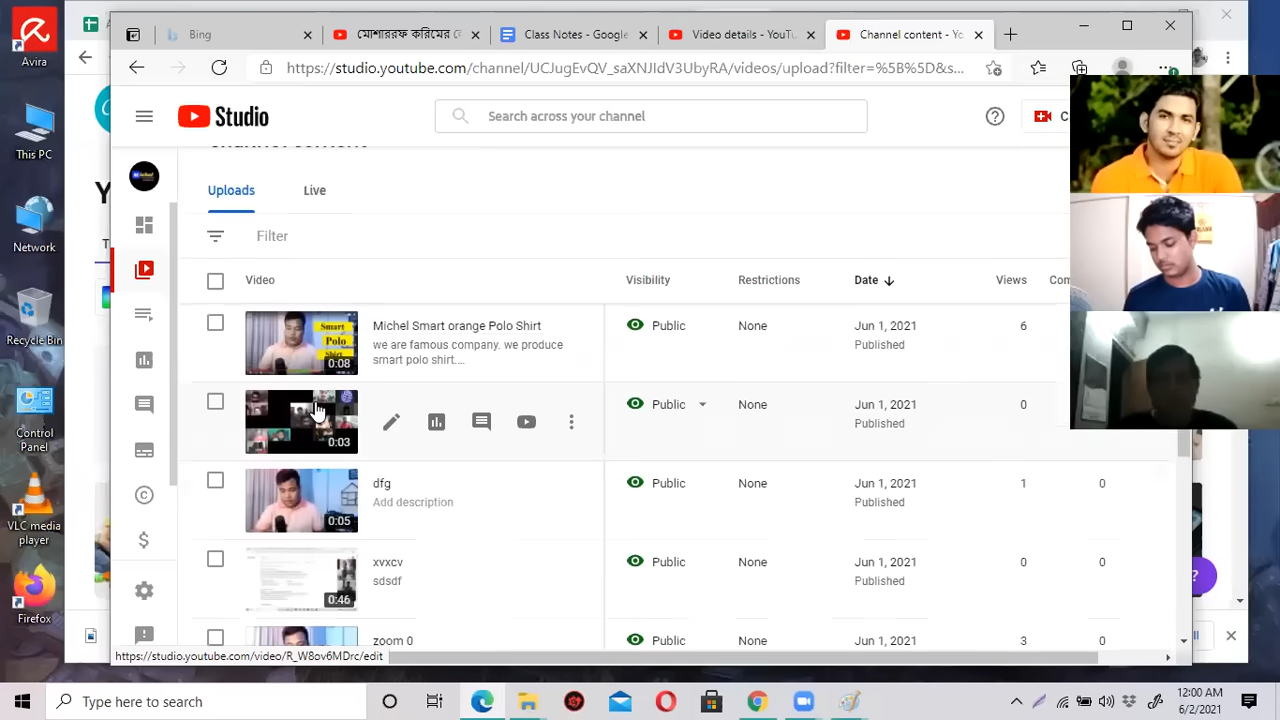 Avira
This PC
Network
Recycle Bin
Control
Panel
VLC media
player
Firefox
Bing
Class Notes - Google
Video details - YouTu
Channel content - Yo
https://studio.youtube.com/channel/UCJugEvQV_saXNJIdV3UbyRA/videos/upload?filter=%5B%5D&s...
Studio
Search across your channel
Uploads
Live
Filter
Video
Visibility
Restrictions
Date
Views
Com
Smart
Polo
Shirt
0:08
Michel Smart orange Polo Shirt
we are famous company. we produce
smart polo shirt....
Public
None
Jun 1, 2021
Published
0:03
Public
None
Jun 1, 2021
Published
0
0:05
dfg
Add description
Public
None
Jun 1, 2021
Published
1
0
0:46
xvxcv
sdsdf
Public
None
Jun 1, 2021
Published
0
0
zoom 0
Public
None
Jun 1, 2021
3
0
https://studio.youtube.com/video/R_W8ov6MDrc/edit
Type here to search
12:00 AM
6/2/2021